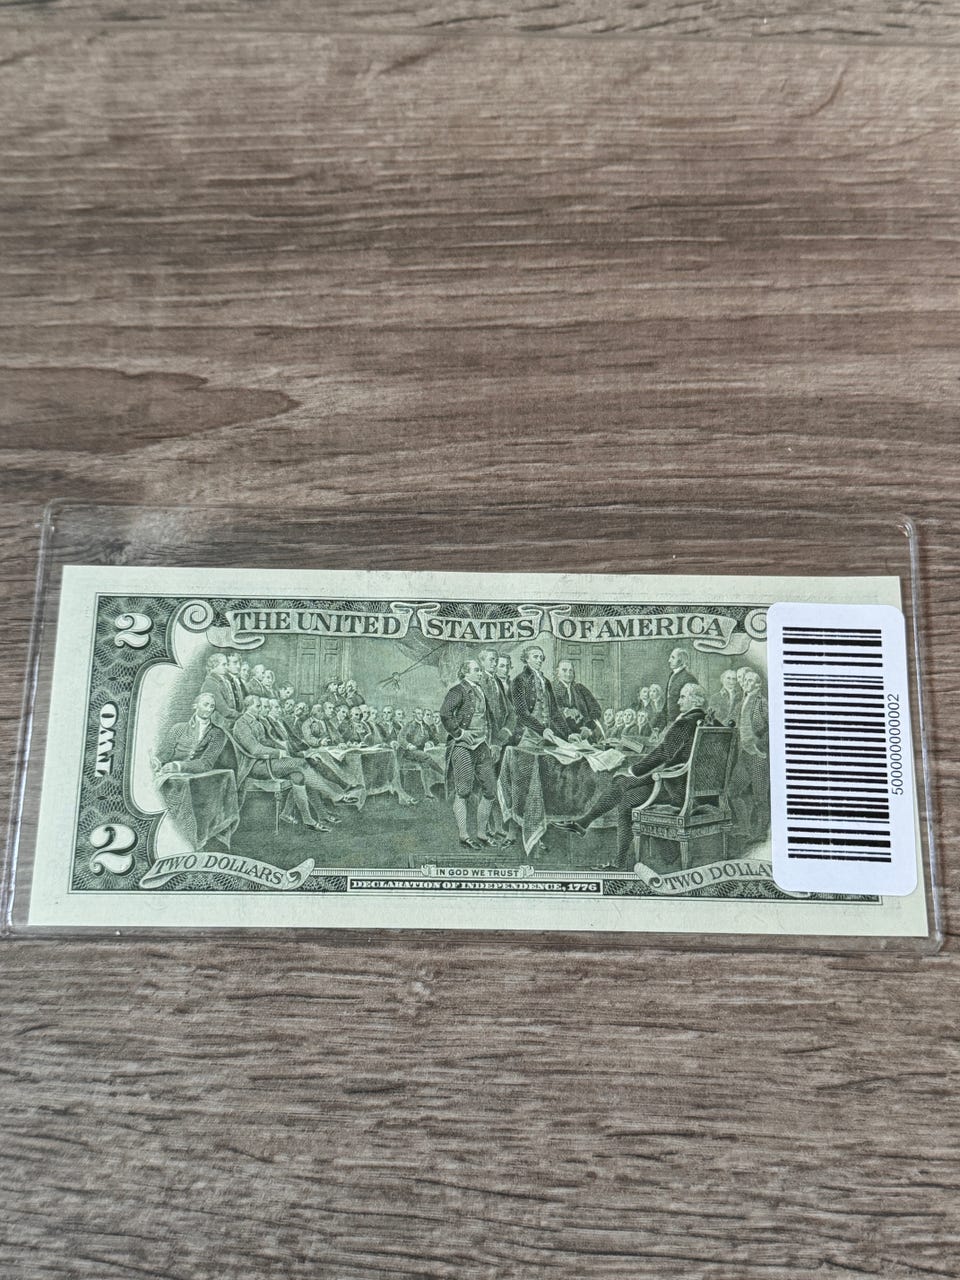 2
THE UNITED STATES OF AMERICA
TWO
2
TWO DOLLARS
IN GOD WE TRUST
DECLARATION OF INDEPENDENCE, 1776
TWO DOLLA
5000000000002